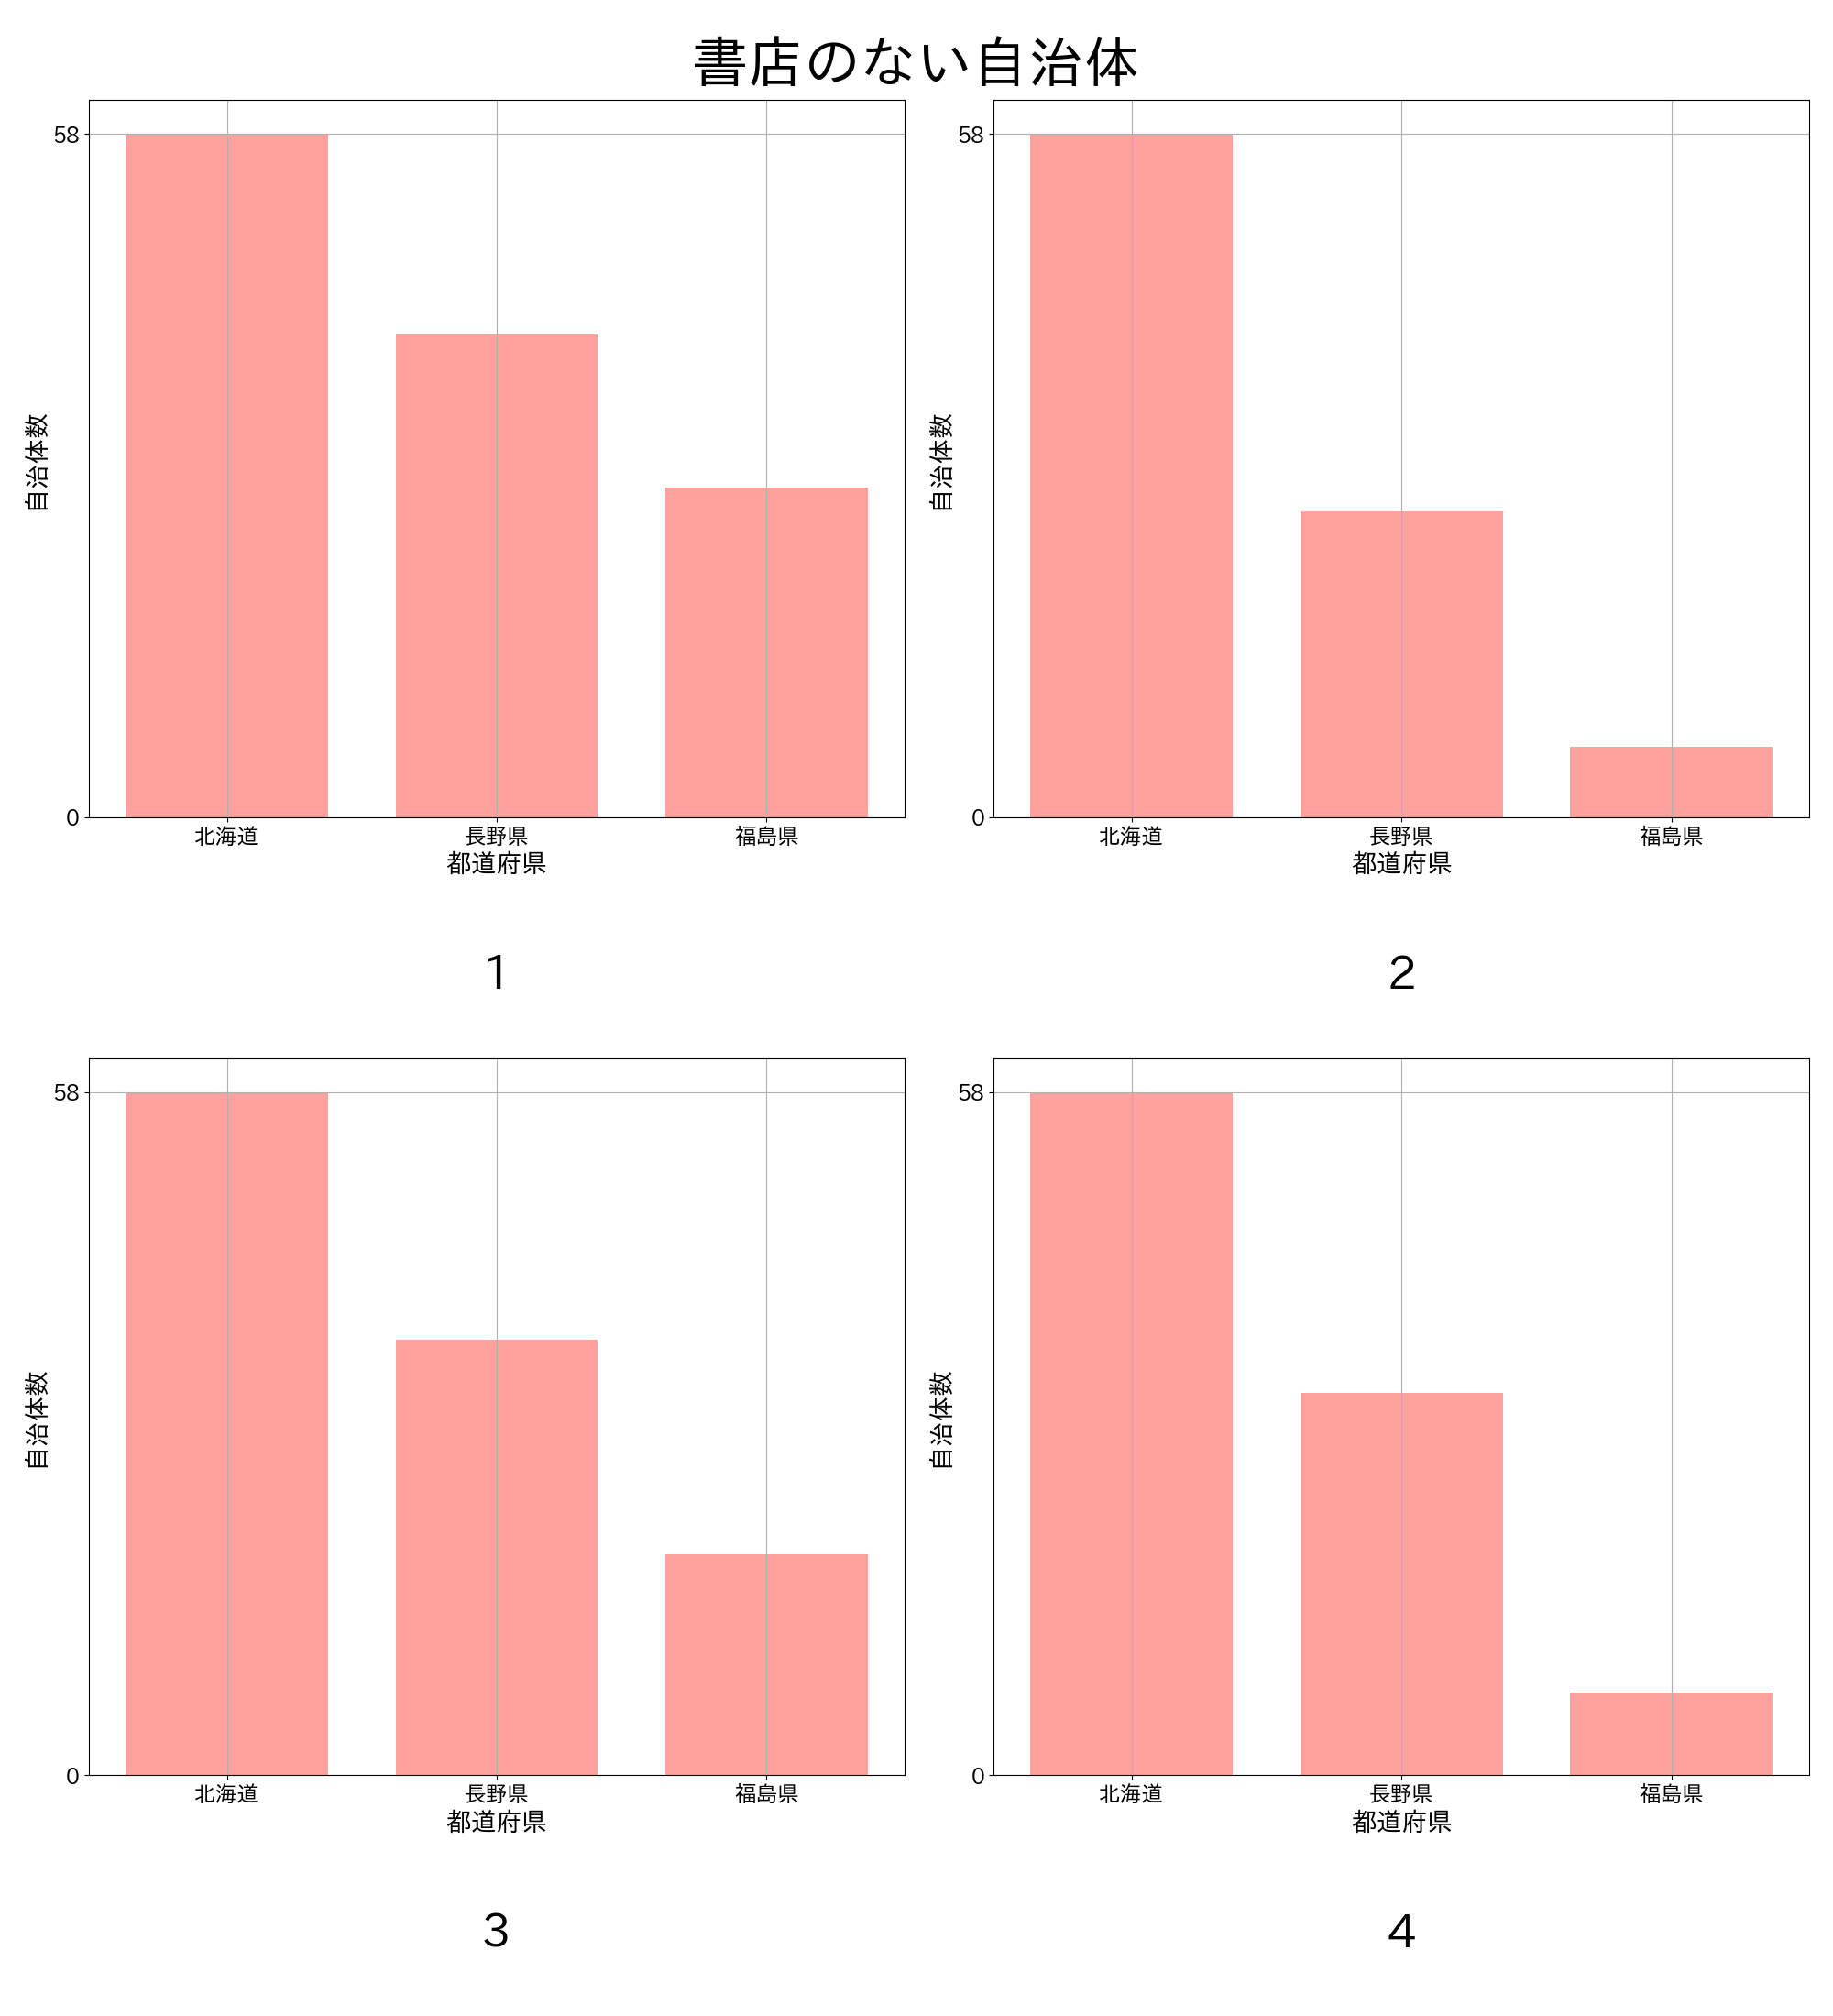 書店のない自治体
58
0
自治体数
北海道 長野県 福島県
都道府県
1
58
0
自治体数
北海道 長野県 福島県
都道府県
2
58
0
自治体数
北海道 長野県 福島県
都道府県
3
58
0
自治体数
北海道 長野県 福島県
都道府県
4